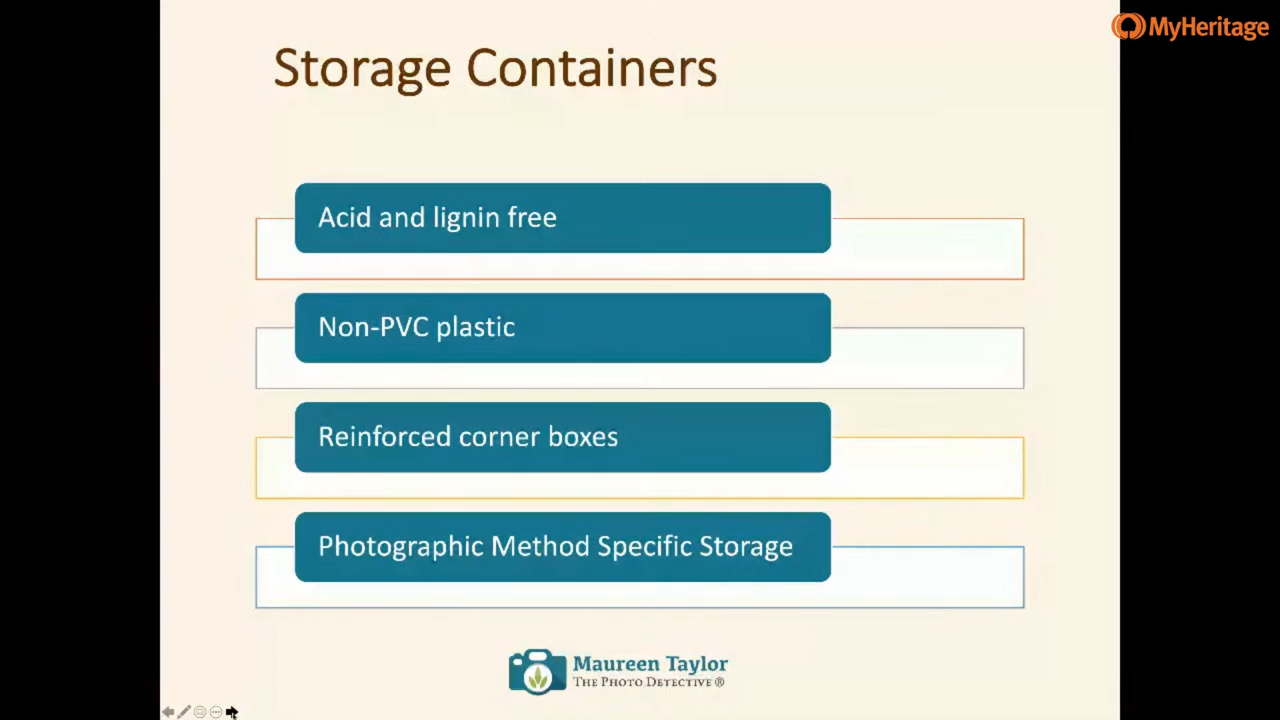 MyHeritage
Storage Containers
Acid and lignin free
Non-PVC plastic
Reinforced corner boxes
Photographic Method Specific Storage
Maureen Taylor
THE PHOTO DETECTIVE ®